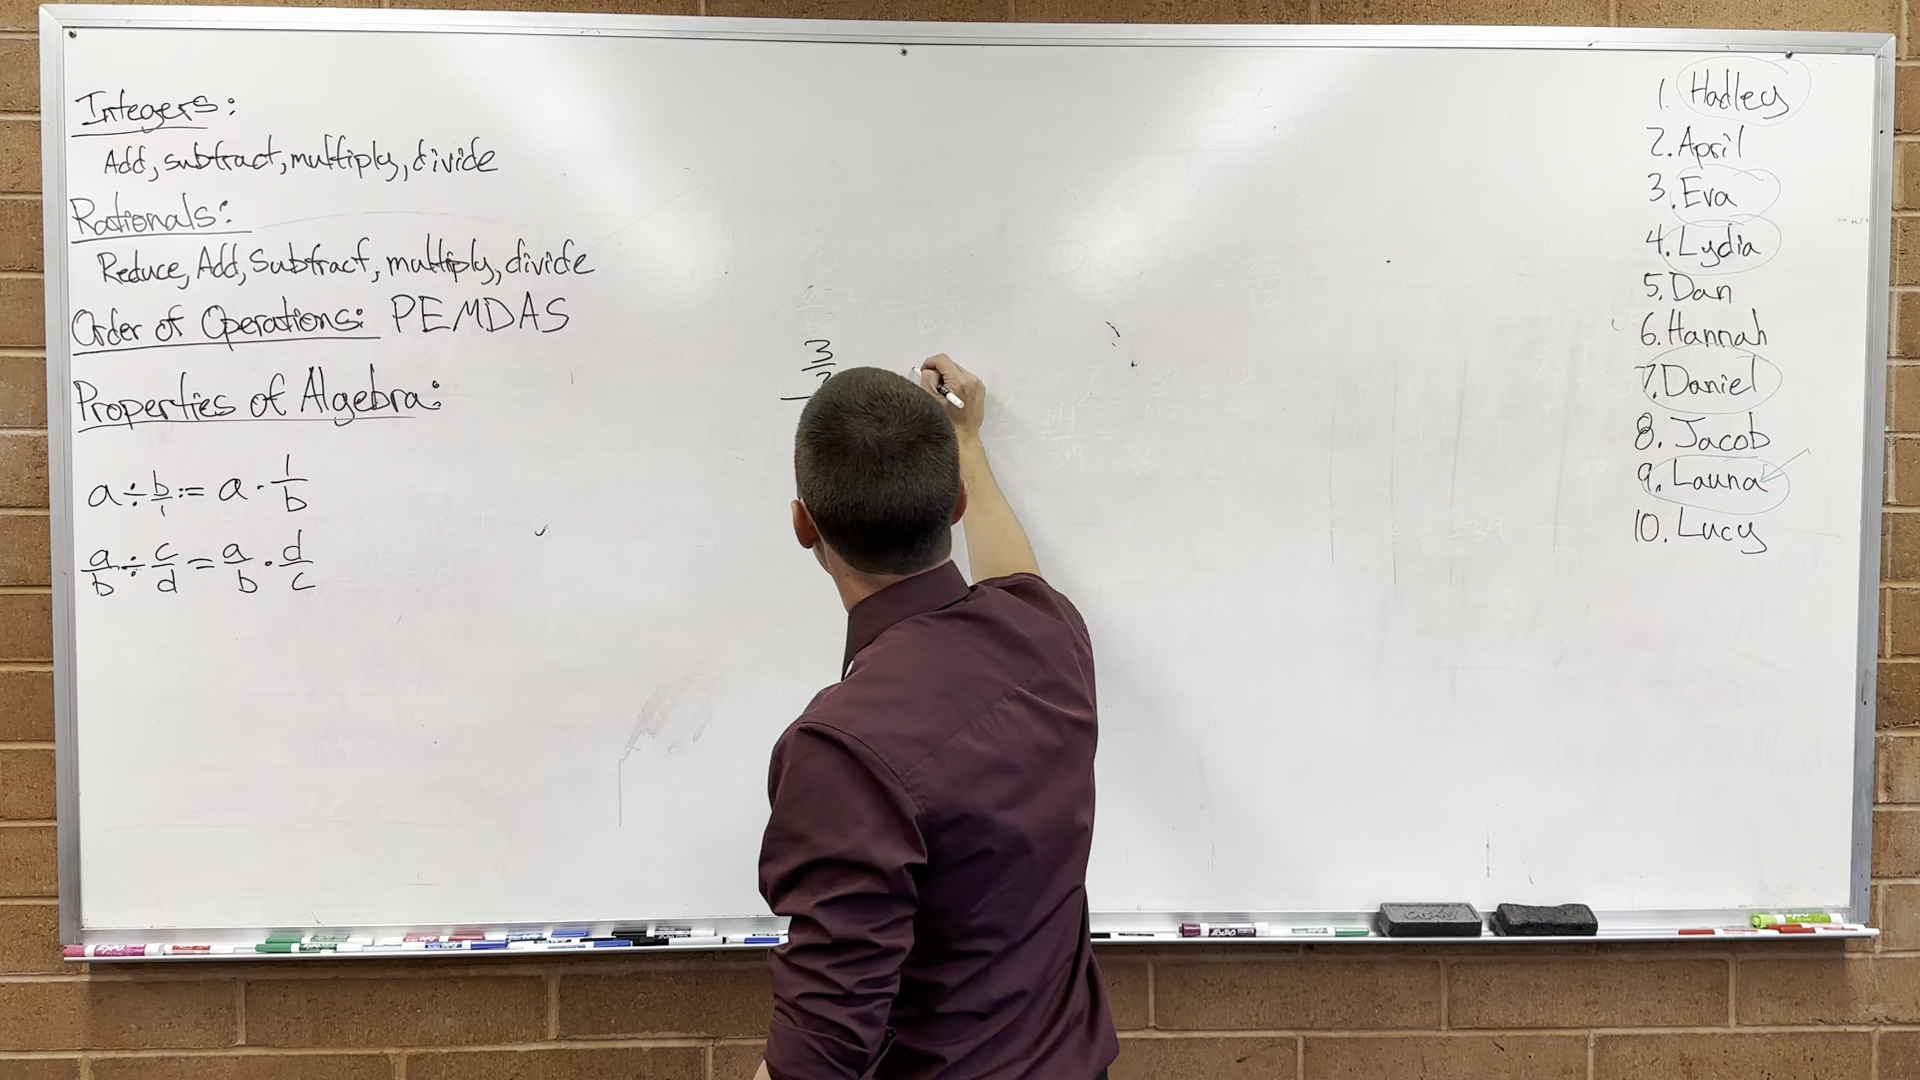 Integers:
Add, subtract, multiply, divide
Rationals:
Reduce, Add, Subtract, multiply, divide
Order of Operations: PEMDAS
Properties of Algebra:
a ÷ b/1 = a · 1/b
a/b ÷ c/d = a/b · d/c
3
1. Hadley
2. April
3. Eva
4. Lydia
5. Dan
6. Hannah
7. Daniel
8. Jacob
9. Launa
10. Lucy
EXPO